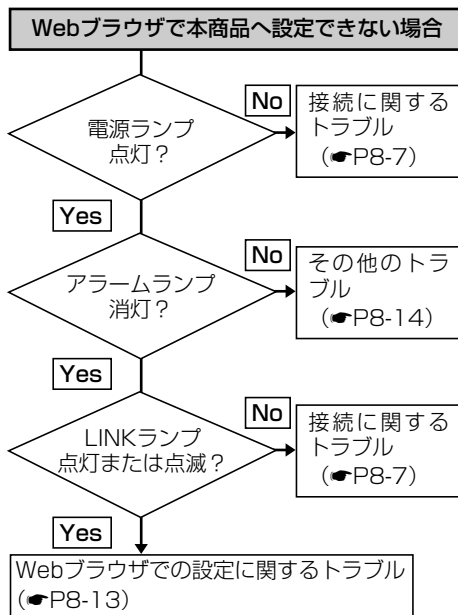 Webブラウザで本商品へ設定できない場合
電源ランプ
点灯？
No
接続に関する
トラブル
（☛P8-7）
Yes
アラームランプ
消灯？
No
その他のトラ
ブル
（☛P8-14）
Yes
LINKランプ
点灯または点滅？
No
接続に関する
トラブル
（☛P8-7）
Yes
Webブラウザでの設定に関するトラブル
（☛P8-13）